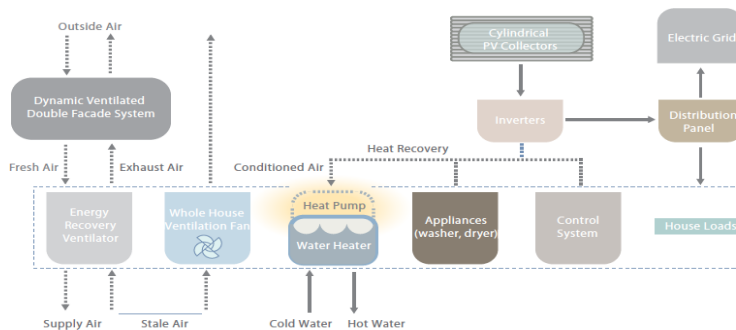 Outside Air
Cylindrical
PV Collectors
Electric Grid
Dynamic Ventilated
Double Facade System
Inverters
Distribution
Panel
Heat Recovery
Fresh Air
Exhaust Air
Conditioned Air
Energy
Recovery
Ventilator
Whole House
Ventilation Fan
Heat Pump
Water Heater
Appliances
(washer, dryer)
Control
System
House Loads
Supply Air
Stale Air
Cold Water
Hot Water